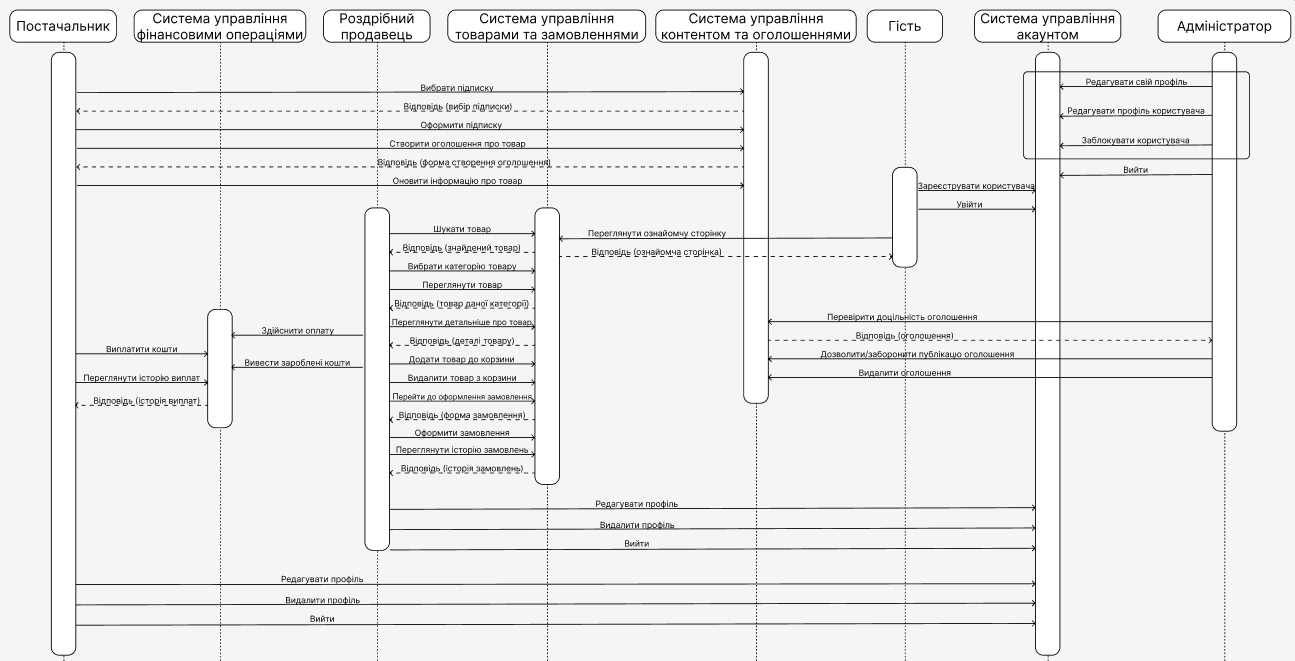 Постачальник
Система управління
фінансовими операціями
Роздрібний
продавець
Система управління
товарами та замовленнями
Система управління
контентом та оголошеннями
Гість
Система управління
акаунтом
Адміністратор
Редагувати свій профіль
Вибрати підписку
Відповідь (вибір підписки)
Редагувати профіль користувача
Оформити підписку
Створити оголошення про товар
Заблокувати користувача
Відповідь (форма створення оголошення)
Вийти
Оновити інформацію про товар
Зареєструвати користувача
Увійти
Шукати товар
Переглянути ознайомчу сторінку
Відповідь (знайдений товар)
Відповідь (ознайомча сторінка)
Вибрати категорію товару
Переглянути товар
Відповідь (товар даної категорії)
Перевірити доцільність оголошення
Переглянути детальніше про товар
Здійснити оплату
Відповідь (оголошення)
Відповідь (деталі товару)
Виплатити кошти
Дозволити/заборонити публікацю оголошення
Додати товар до корзини
Вивести зароблені кошти
Видалити оголошення
Переглянути історію виплат
Видалити товар з корзини
Перейти до оформлення замовлення
Відповідь (історія виплат)
Відповідь (форма замовлення)
Оформити замовлення
Переглянути історію замовлень
Відповідь (історія замовлень)
Редагувати профіль
Видалити профіль
Вийти
Редагувати профіль
Видалити профіль
Вийти